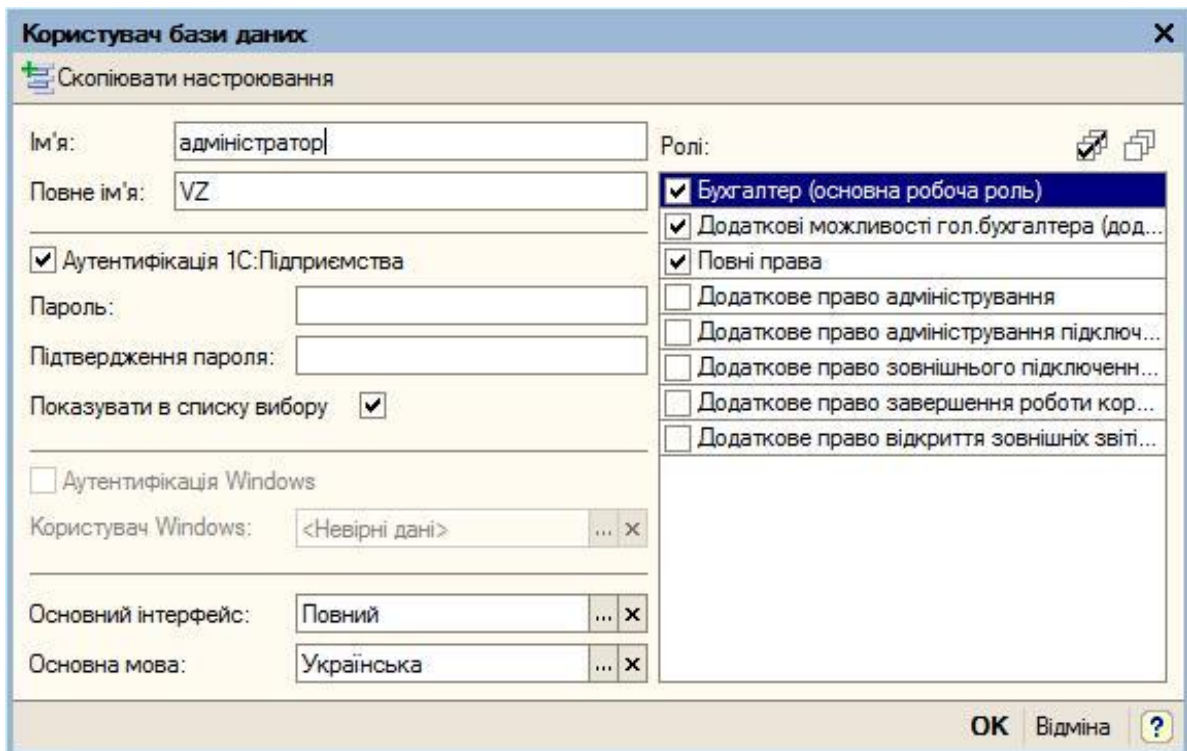 Користувач бази даних
Скопіювати настроювання
Ім'я: адміністратор
Повне ім'я: VZ
Аутентифікація 1С:Підприємства
Пароль:
Підтвердження пароля:
Показувати в списку вибору
Аутентифікація Windows
Користувач Windows: <Невірні дані> ...
Основний інтерфейс: Повний ...
Основна мова: Українська ...
Ролі:
Бухгалтер (основна робоча роль)
Додаткові можливості гол.бухгалтера (дод...
Повні права
Додаткове право адміністрування
Додаткове право адміністрування підключ...
Додаткове право зовнішнього підключенн...
Додаткове право завершення роботи кор...
Додаткове право відкриття зовнішніх звіті...
OK Відміна ?